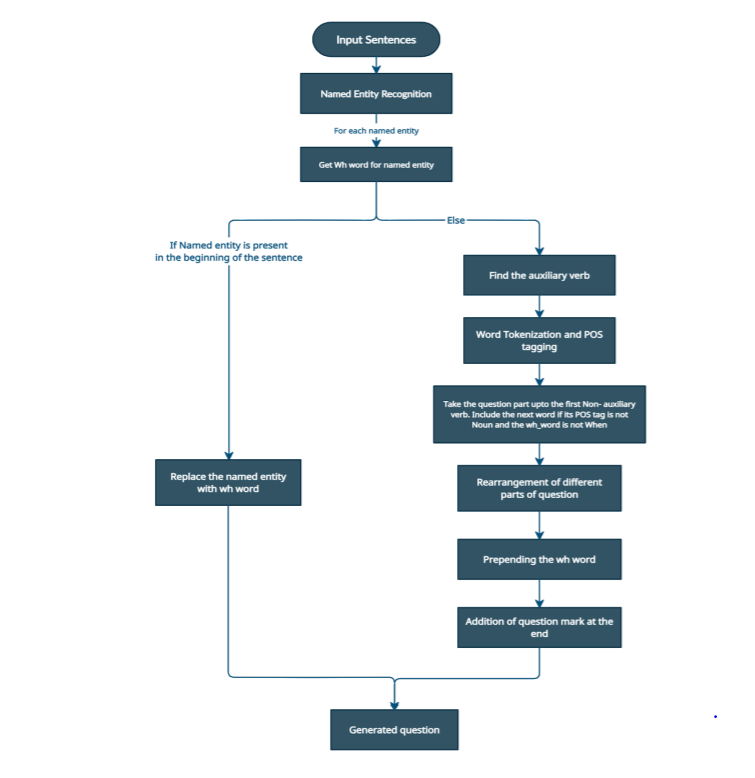 Input Sentences
Named Entity Recognition
For each named entity
Get Wh word for named entity
Else
If Named entity is present
in the beginning of the sentence
Find the auxiliary verb
Word Tokenization and POS
tagging
Take the question part upto the first Non- auxiliary
verb. Include the next word if its POS tag is not
Noun and the wh_word is not When
Replace the named entity
with wh word
Rearrangement of different
parts of question
Prepending the wh word
Addition of question mark at the
end
Generated question